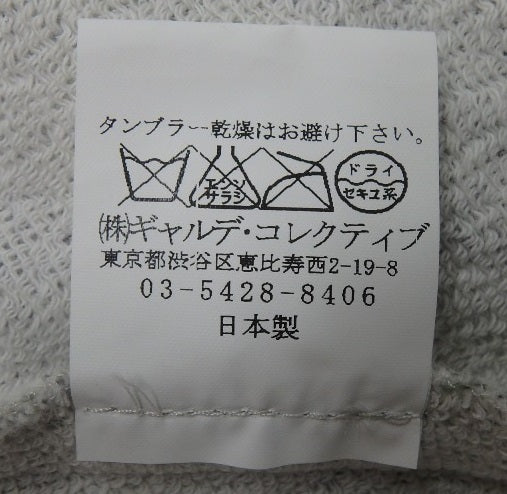 タンブラー乾燥はお避け下さい。
エンソ
サラシ
ドライ
セキユ系
㈱ギャルデ・コレクティブ
東京都渋谷区恵比寿西2-19-8
03-5428-8406
日本製